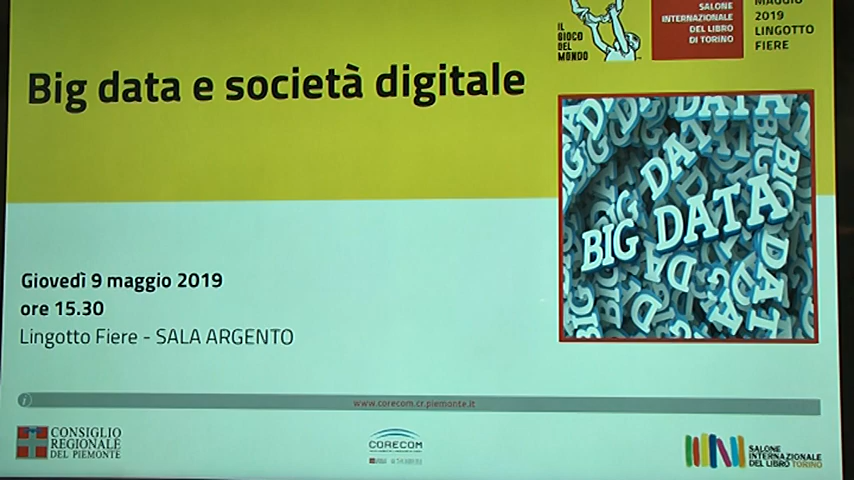 IL
GIOCO
DEL
MONDO
SALONE
INTERNAZIONALE
DEL LIBRO
DI TORINO
MAGGIO
2019
LINGOTTO
FIERE
Big data e società digitale
BIG DATA
Giovedì 9 maggio 2019
ore 15.30
Lingotto Fiere - SALA ARGENTO
www.corecom.cr.piemonte.it
CONSIGLIO
REGIONALE
DEL PIEMONTE
CORECOM
SALONE
INTERNAZIONALE
DEL LIBRO TORINO